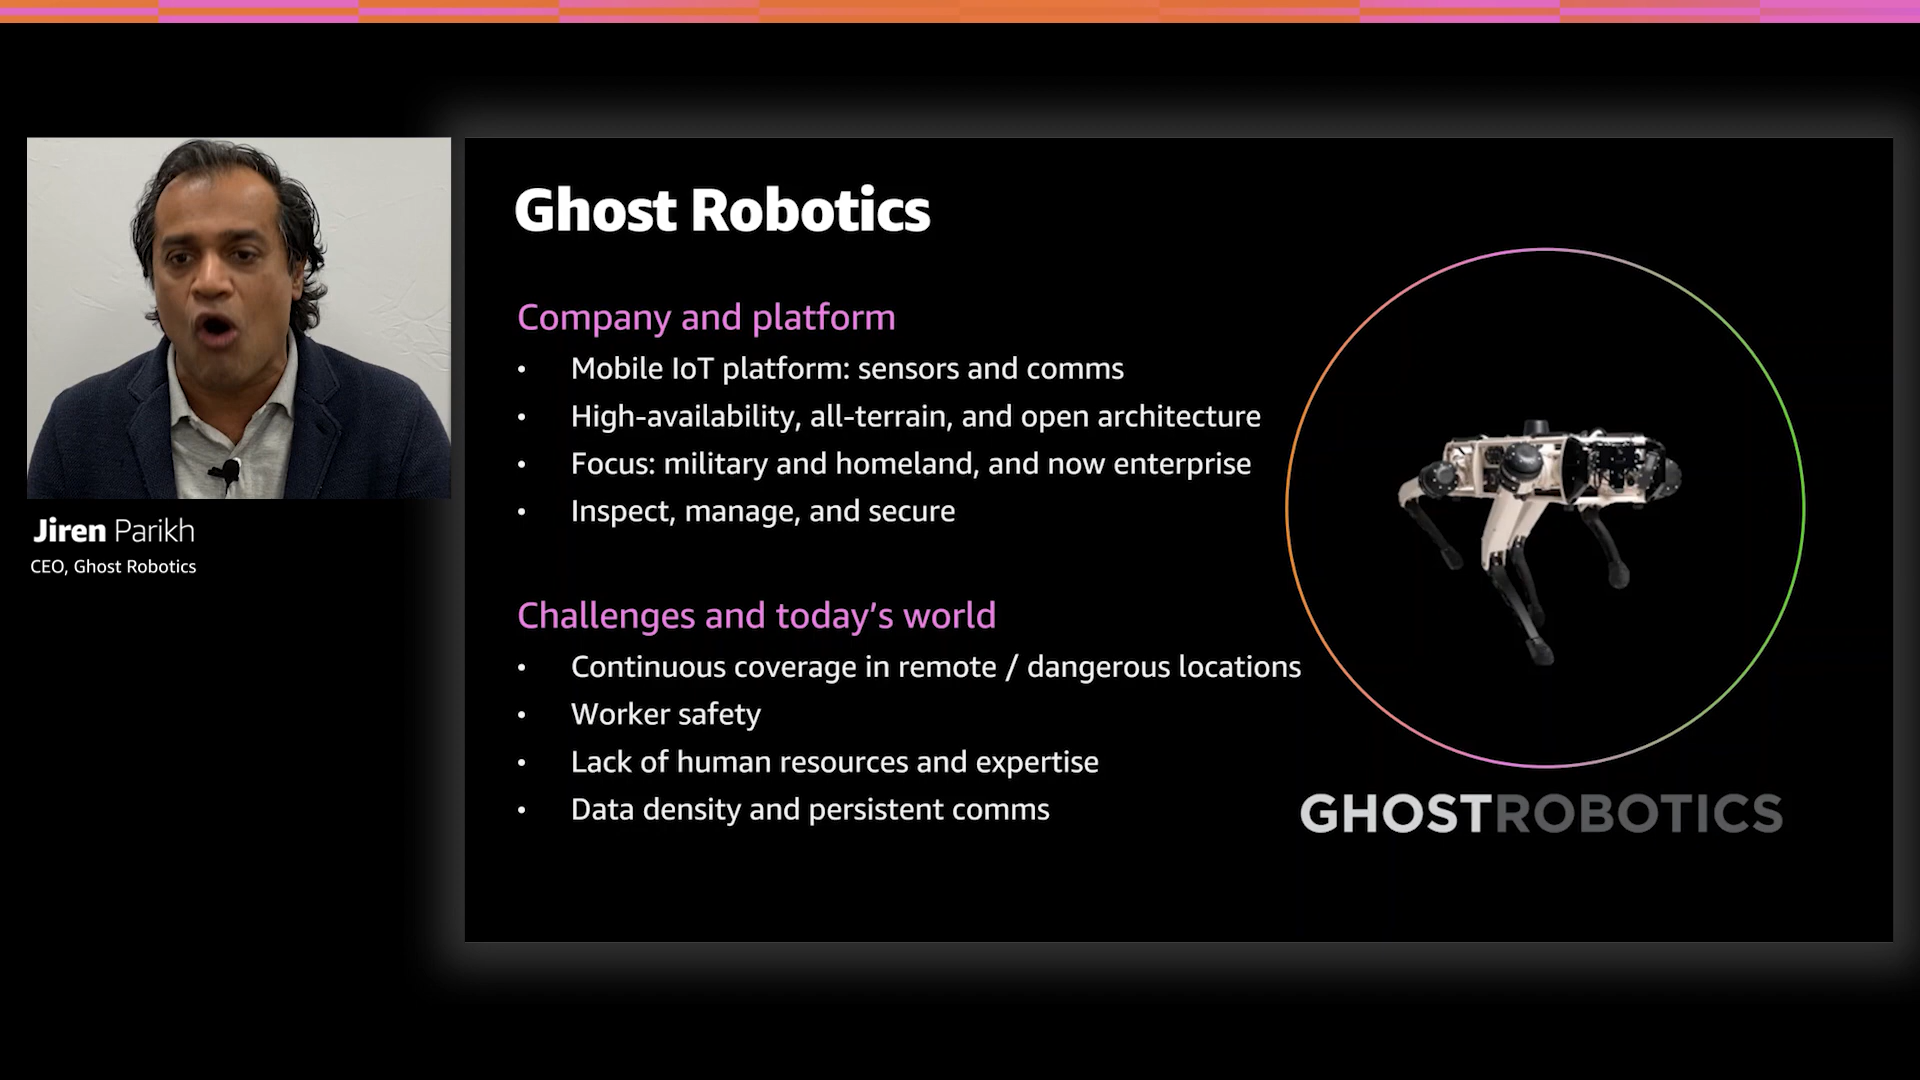 Ghost Robotics
Company and platform
• Mobile IoT platform: sensors and comms
• High-availability, all-terrain, and open architecture
• Focus: military and homeland, and now enterprise
• Inspect, manage, and secure
Challenges and today’s world
• Continuous coverage in remote / dangerous locations
• Worker safety
• Lack of human resources and expertise
• Data density and persistent comms
GHOSTROBOTICS
Jiren Parikh
CEO, Ghost Robotics